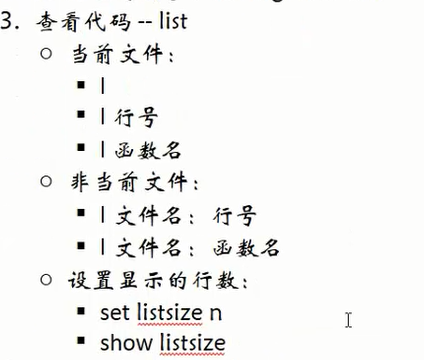 3. 查看代码 -- list
○ 当前文件：
▪ l
▪ l 行号
▪ l 函数名
○ 非当前文件：
▪ l 文件名：行号
▪ l 文件名：函数名
○ 设置显示的行数：
▪ set listsize n
▪ show listsize